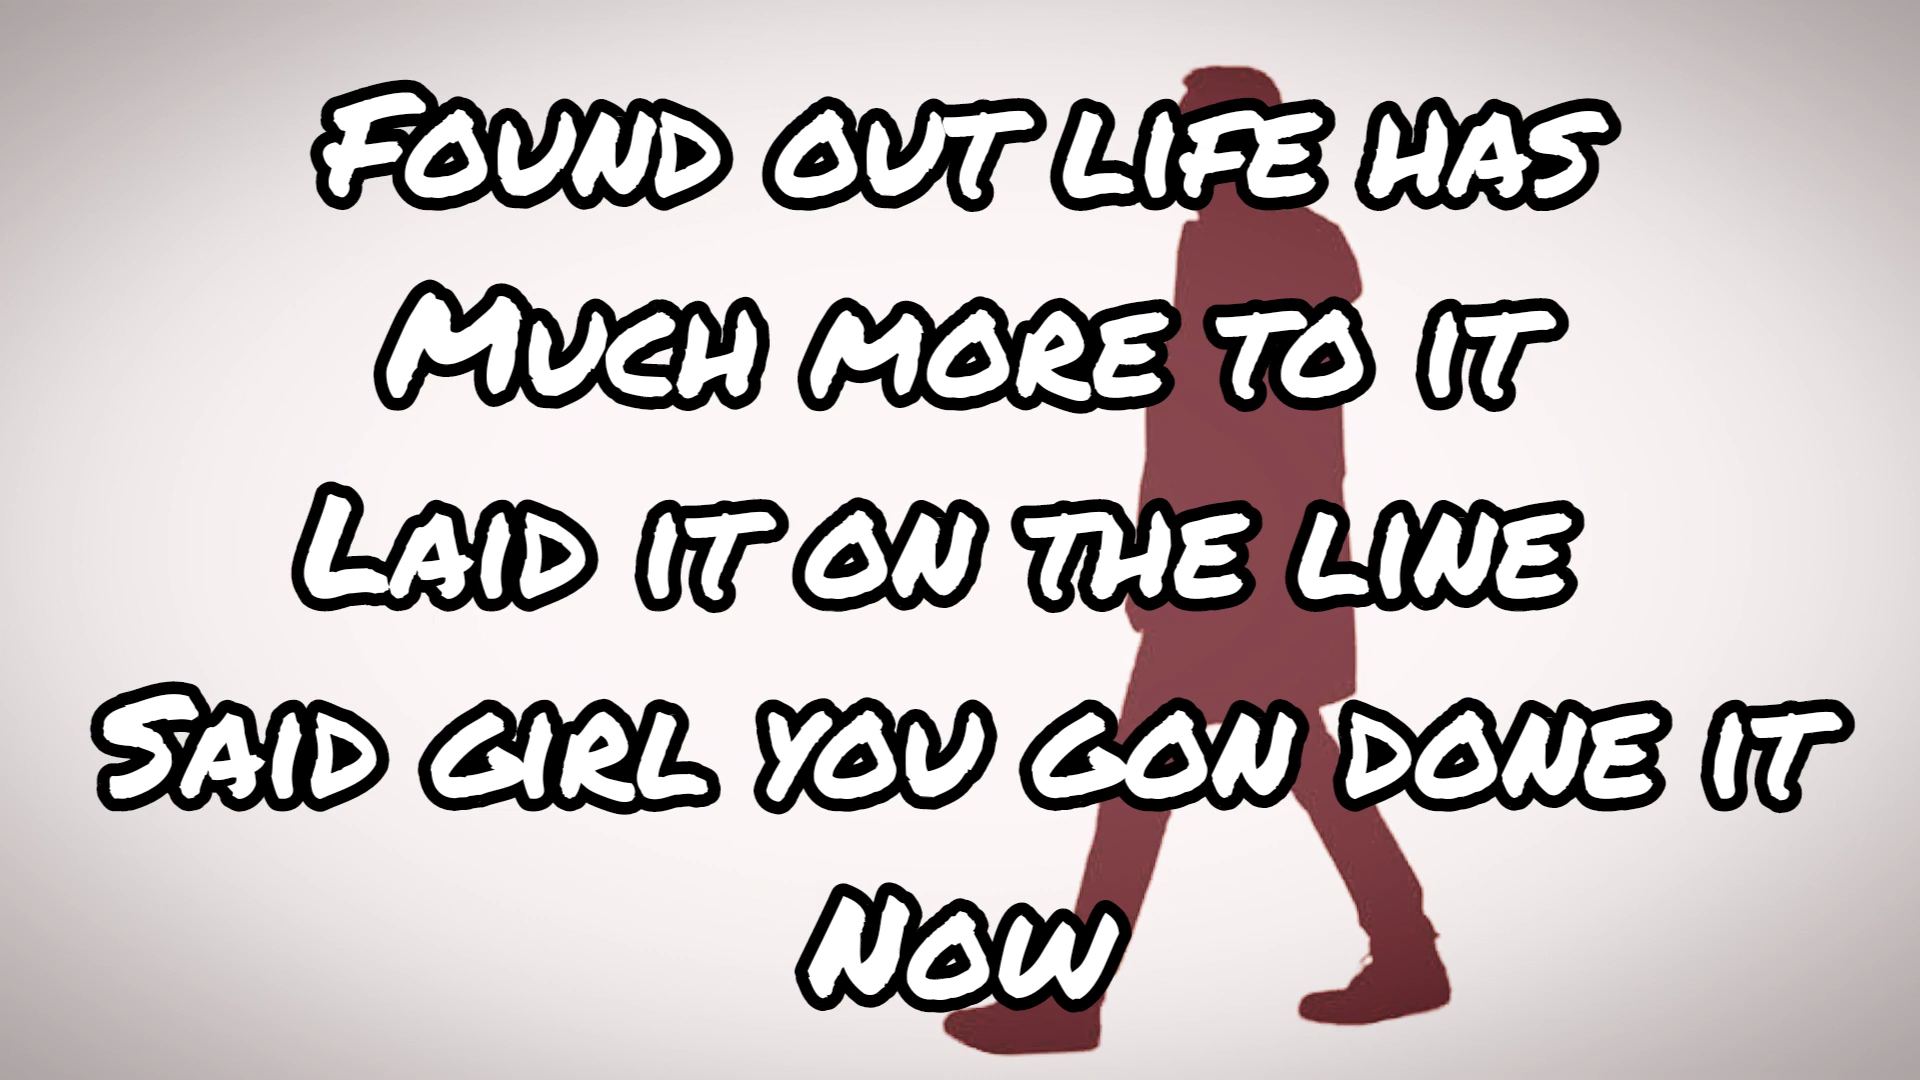 Found out life has
Much more to it
Laid it on the line
Said girl you gon done it
Now